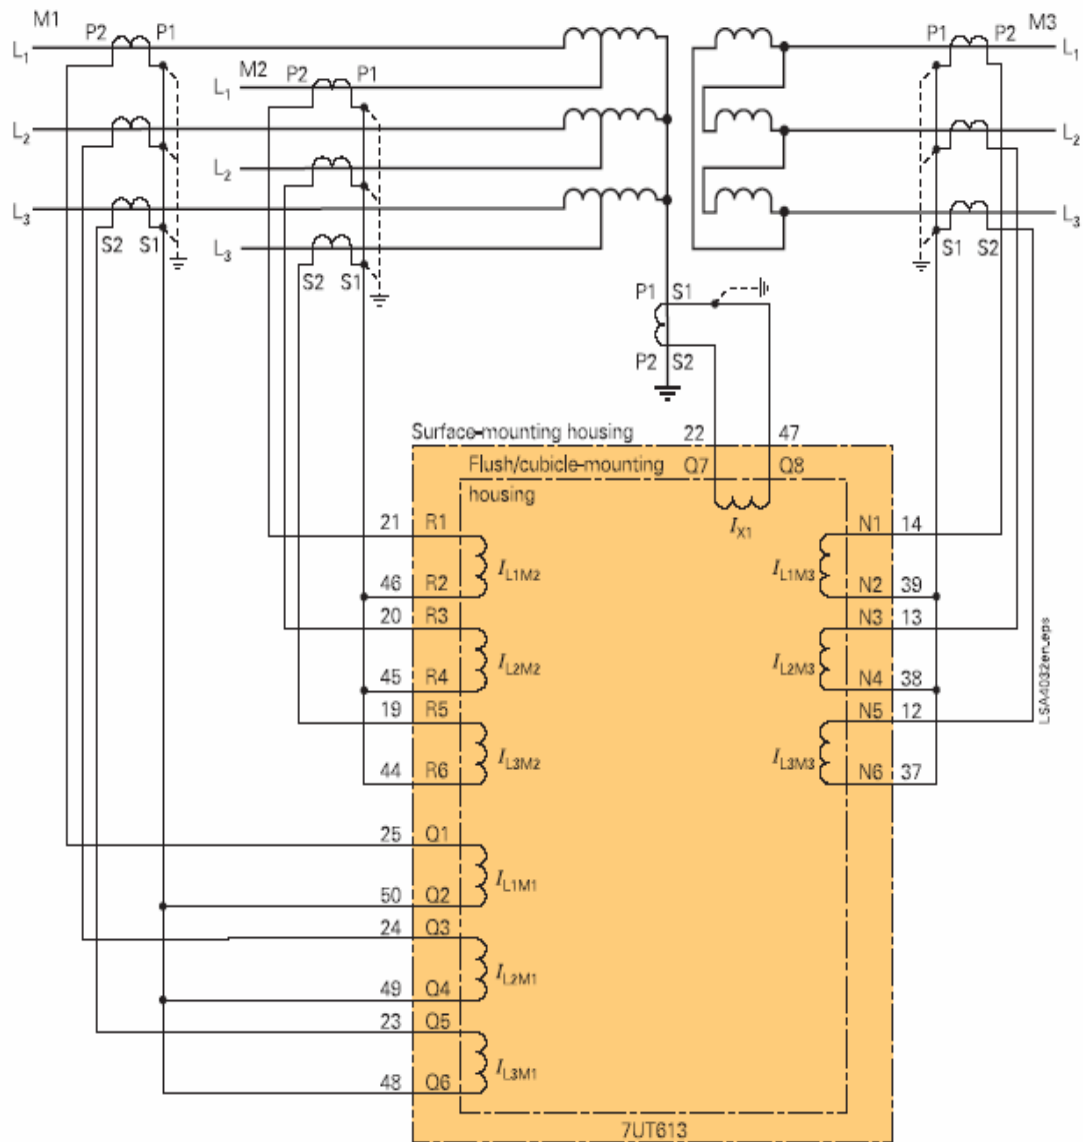 M1 P2 P1 P1 P2 M3
L1 L1
M2 P2 P1
L1
L2 L2
L2
L3 L3
S2 S1 S1 S2
L3
S2 S1
P1 S1
P2 S2
Surface-mounting housing 22 47
Flush/cubicle-mounting Q7 Q8
housing
IX1
21 R1 N1 14
IL1M2 IL1M3
46 R2 N2 39
20 R3 N3 13
IL2M2 IL2M3
45 R4 N4 38
19 R5 N5 12
IL3M2 IL3M3
44 R6 N6 37
LSA4032en.eps
25 Q1
IL1M1
50 Q2
24 Q3
IL2M1
49 Q4
23 Q5
IL3M1
48 Q6
7UT613